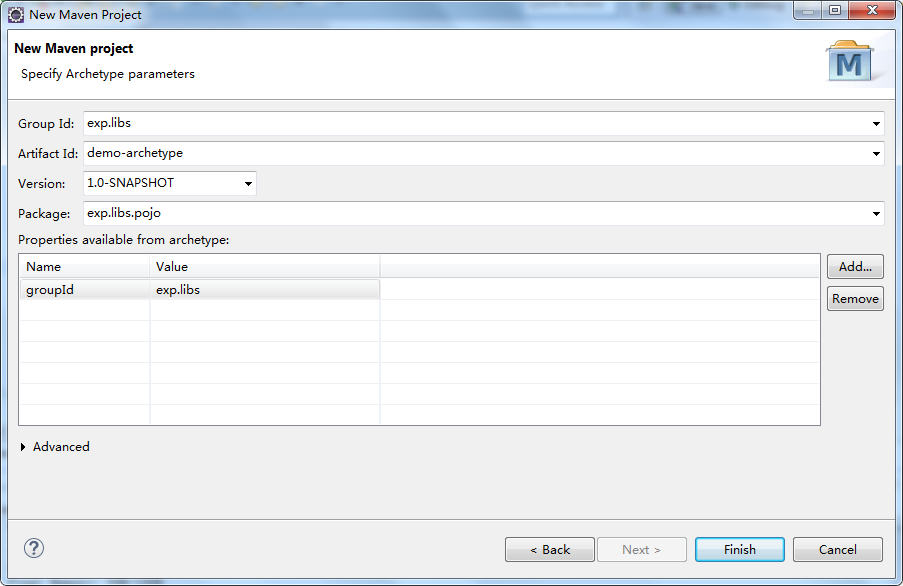 New Maven Project
New Maven project
Specify Archetype parameters
M
Group Id: exp.libs
Artifact Id: demo-archetype
Version: 1.0-SNAPSHOT
Package: exp.libs.pojo
Properties available from archetype:
Name Value Add...
groupId exp.libs Remove
Advanced
? < Back Next > Finish Cancel